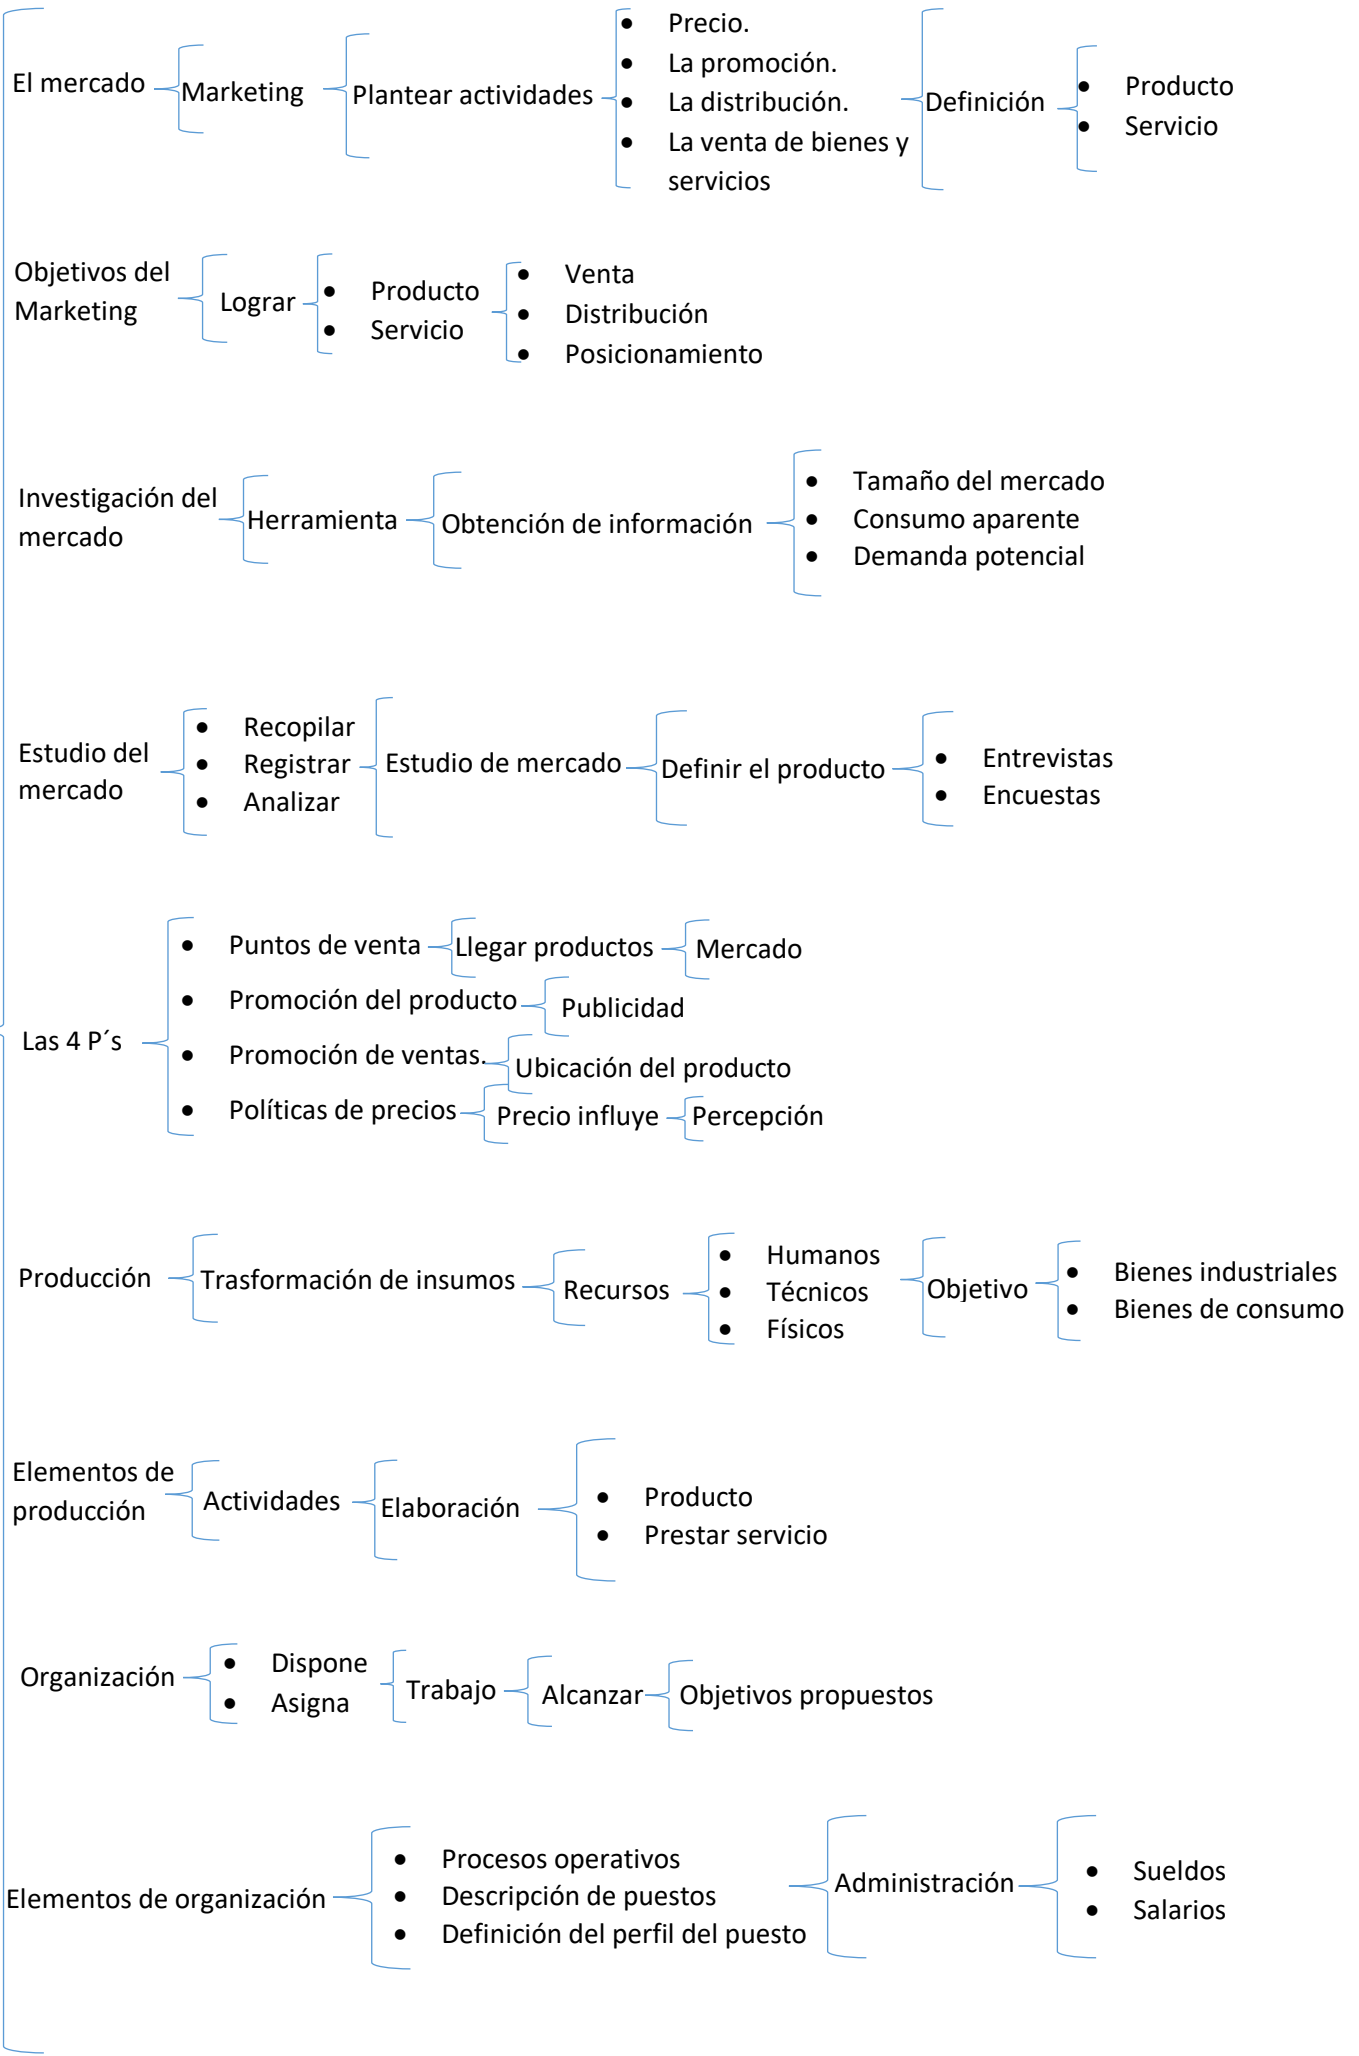 El mercado
Marketing
Plantear actividades
• Precio.
• La promoción.
• La distribución.
• La venta de bienes y
servicios
Definición
• Producto
• Servicio
Objetivos del
Marketing
Lograr
• Producto
• Servicio
• Venta
• Distribución
• Posicionamiento
Investigación del
mercado
Herramienta
Obtención de información
• Tamaño del mercado
• Consumo aparente
• Demanda potencial
Estudio del
mercado
• Recopilar
• Registrar
• Analizar
Estudio de mercado
Definir el producto
• Entrevistas
• Encuestas
Las 4 P´s
• Puntos de venta
Llegar productos
Mercado
• Promoción del producto
Publicidad
• Promoción de ventas.
Ubicación del producto
• Políticas de precios
Precio influye
Percepción
Producción
Trasformación de insumos
Recursos
• Humanos
• Técnicos
• Físicos
Objetivo
• Bienes industriales
• Bienes de consumo
Elementos de
producción
Actividades
Elaboración
• Producto
• Prestar servicio
Organización
• Dispone
• Asigna
Trabajo
Alcanzar
Objetivos propuestos
Elementos de organización
• Procesos operativos
• Descripción de puestos
• Definición del perfil del puesto
Administración
• Sueldos
• Salarios